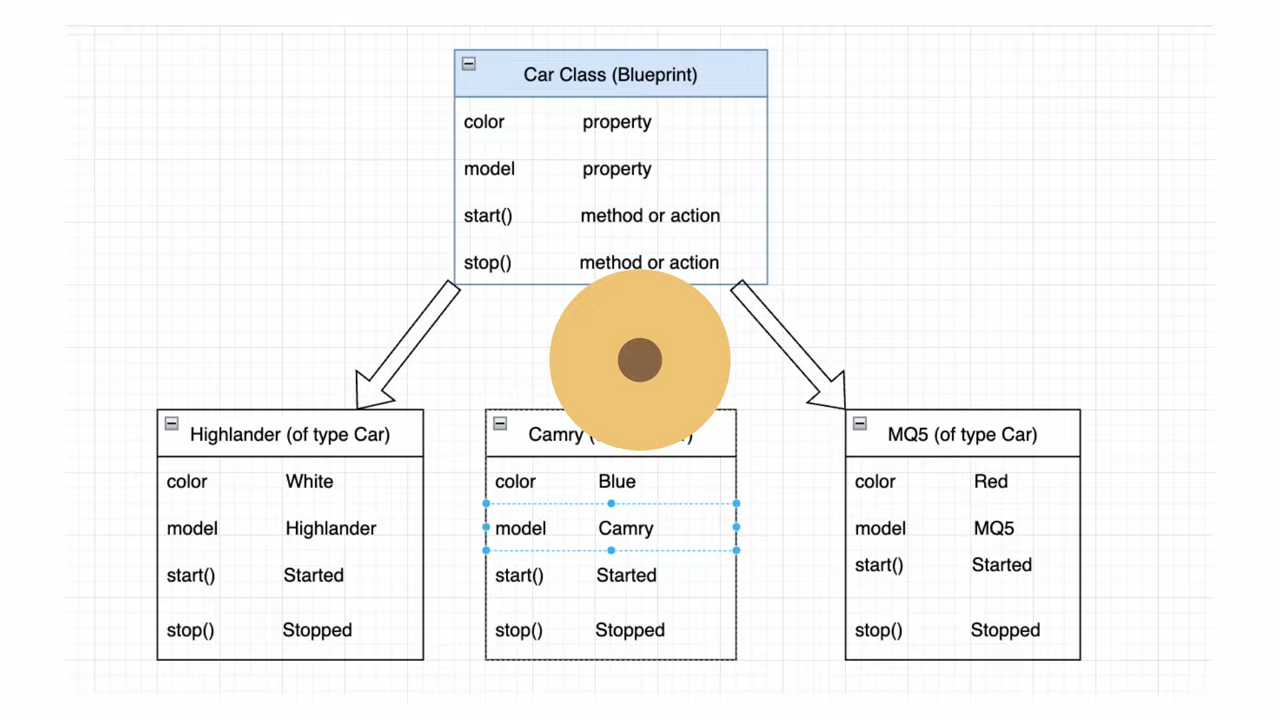 Car Class (Blueprint)
color property
model property
start() method or action
stop() method or action
Highlander (of type Car)
color White
model Highlander
start() Started
stop() Stopped
Camry (
)
color Blue
model Camry
start() Started
stop() Stopped
MQ5 (of type Car)
color Red
model MQ5
start() Started
stop() Stopped